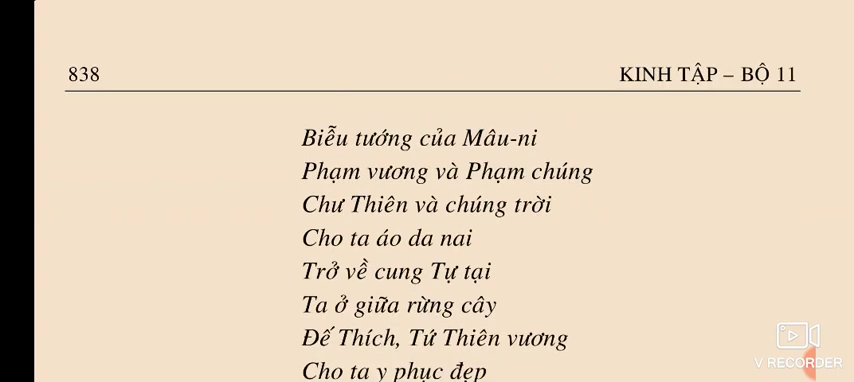 838 KINH TẬP – BỘ 11
Biễu tướng của Mâu-ni
Phạm vương và Phạm chúng
Chư Thiên và chúng trời
Cho ta áo da nai
Trở về cung Tự tại
Ta ở giữa rừng cây
Đế Thích, Tứ Thiên vương
Cho ta y phục đẹp
V RECORDER